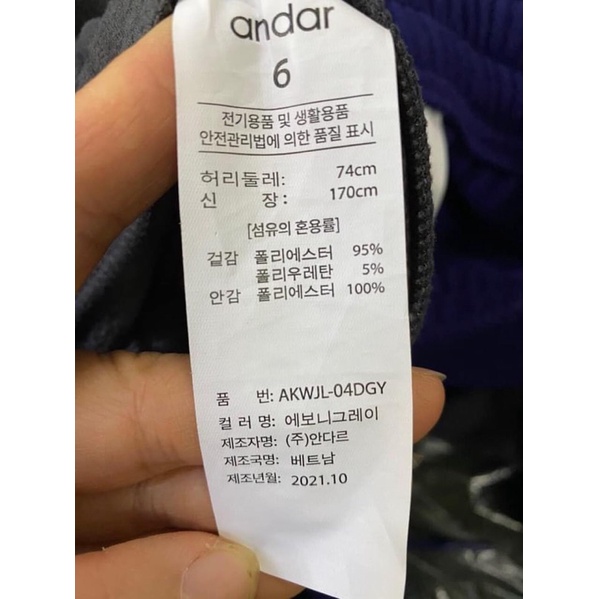 andar
6
전기용품 및 생활용품
안전관리법에 의한 품질 표시
허리둘레: 74cm
신 장: 170cm
[섬유의 혼용률]
겉감 폴리에스터 95%
폴리우레탄 5%
안감 폴리에스터 100%
품 번: AKWJL-04DGY
컬 러 명: 에보니그레이
제조자명: (주)안다르
제조국명: 베트남
제조년월: 2021.10